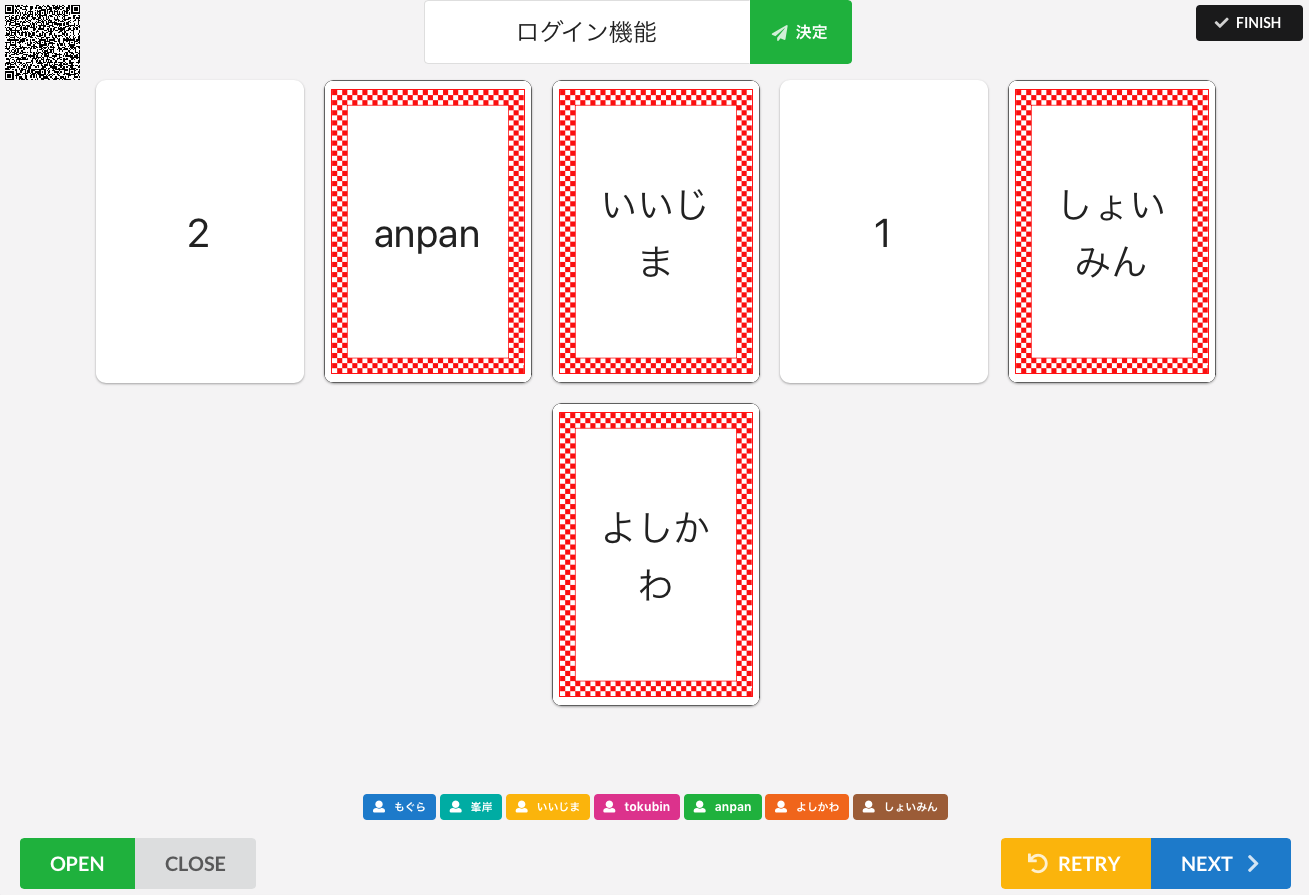 ログイン機能
決定
FINISH
2
anpan
いいじ
ま
1
しょい
みん
よしか
わ
もぐら
峯岸
いいじま
tokubin
anpan
よしかわ
しょいみん
OPEN
CLOSE
RETRY
NEXT